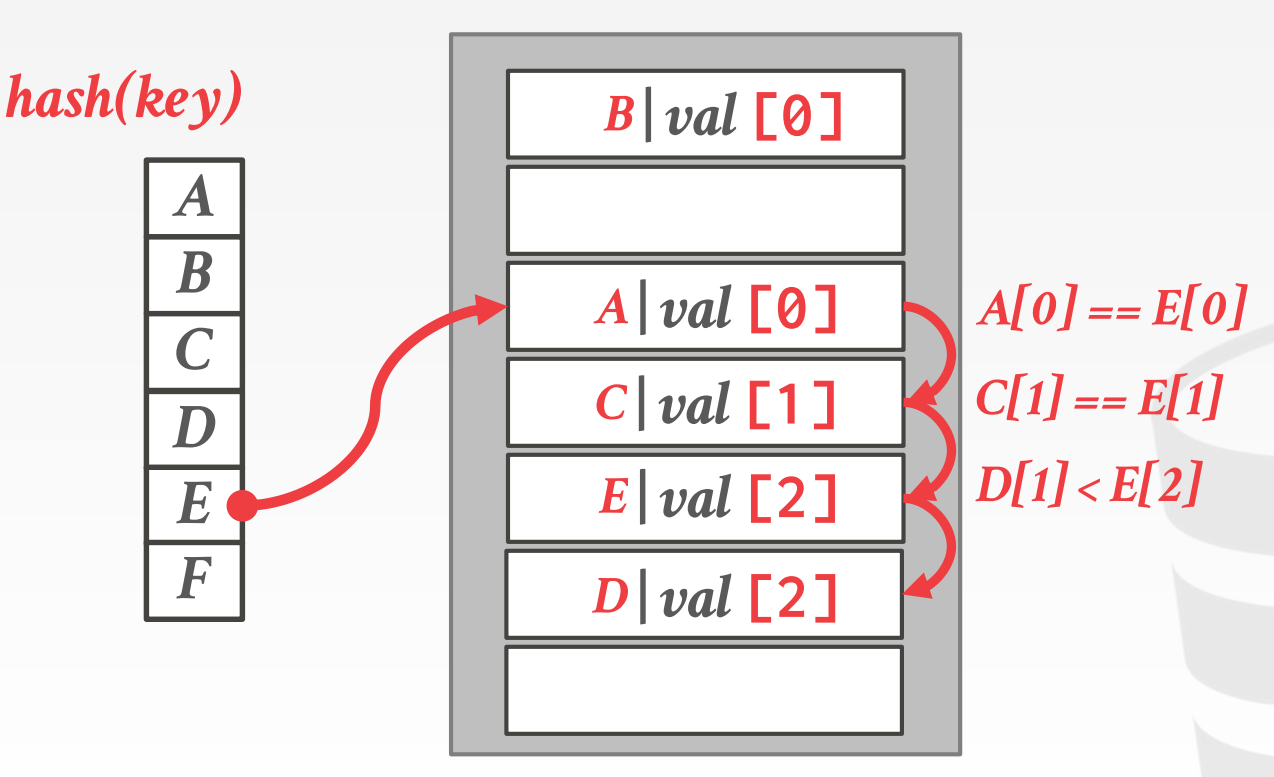 hash(key)
A
B
C
D
E
F
B|val [0]
A|val [0]
C|val [1]
E|val [2]
D|val [2]
A[0] == E[0]
C[1] == E[1]
D[1] < E[2]